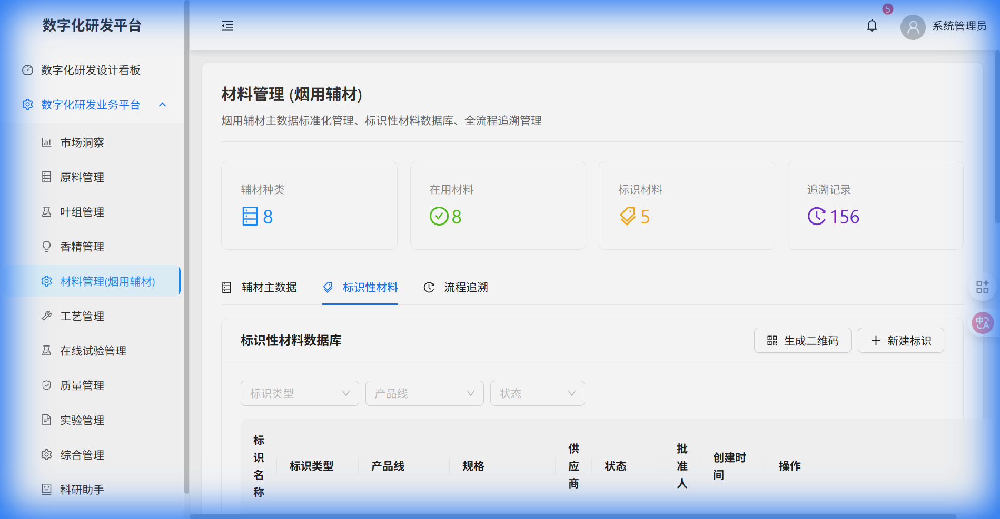 数字化研发平台
5
系统管理员
数字化研发设计看板
数字化研发业务平台
市场洞察
原料管理
叶组管理
香精管理
材料管理(烟用辅材)
工艺管理
在线试验管理
质量管理
实验管理
综合管理
科研助手
材料管理 (烟用辅材)
烟用辅材主数据标准化管理、标识性材料数据库、全流程追溯管理
辅材种类
8
在用材料
8
标识材料
5
追溯记录
156
辅材主数据
标识性材料
流程追溯
标识性材料数据库
生成二维码
新建标识
标识类型
产品线
状态
标识名称
标识类型
产品线
规格
供应商
状态
批准人
创建时间
操作
中A